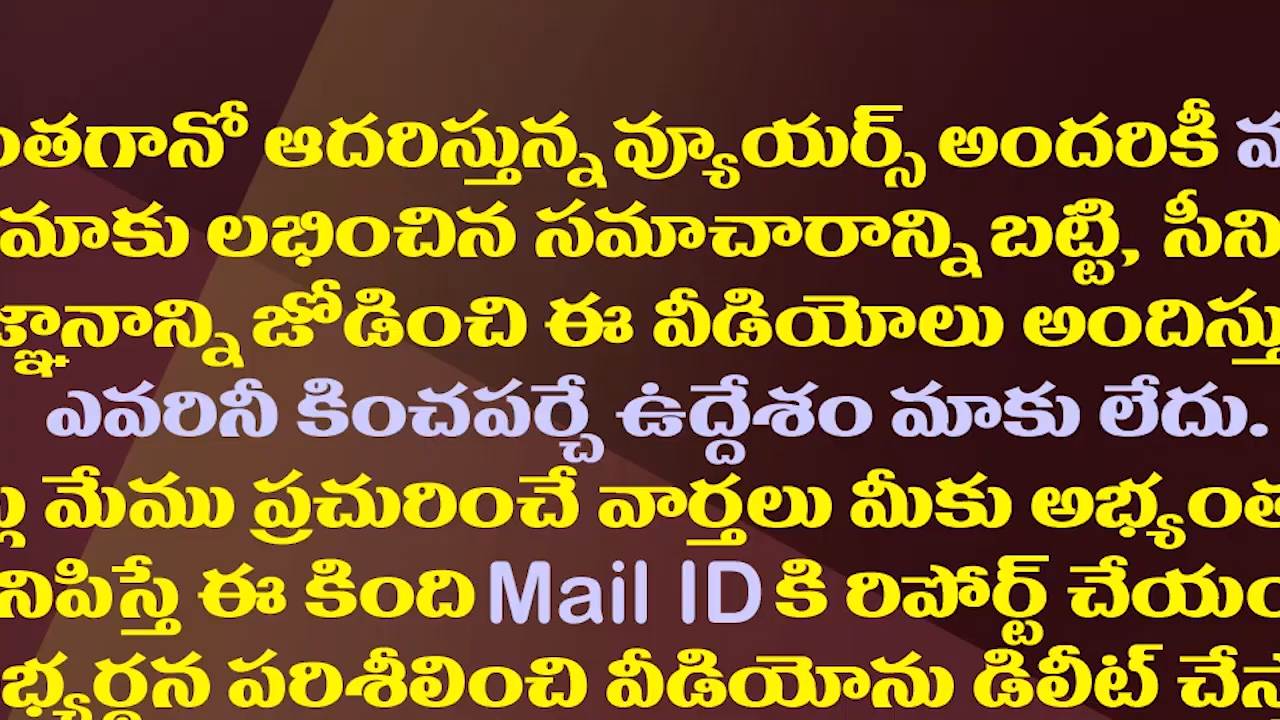 ంతగానో ఆదరిస్తున్న వ్యూయర్స్ అందరికీ
మాకు లభించిన సమాచారాన్ని బట్టి, సీని
జ్ఞానాన్ని జోడించి ఈ వీడియోలు అందిస్తు
ఎవరినీ కించపర్చే ఉద్దేశం మాకు లేదు.
మేము ప్రచురించే వార్తలు మీకు అభ్యంత
నిపిస్తే ఈ కింది Mail ID కి రిపోర్ట్ చేయం
భ్యర్థన పరిశీలించి వీడియోను డిలీట్ చేస